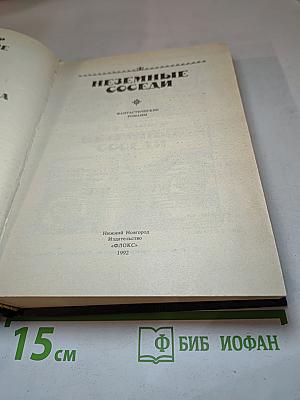 НЕЗЕМНЫЕ
СОСЕДИ
ФАНТАСТИЧЕСКИЕ
РОМАНЫ
Нижний Новгород
Издательство
«ФЛОКС»
1992
15 см
Ф БИБ ИОФАН